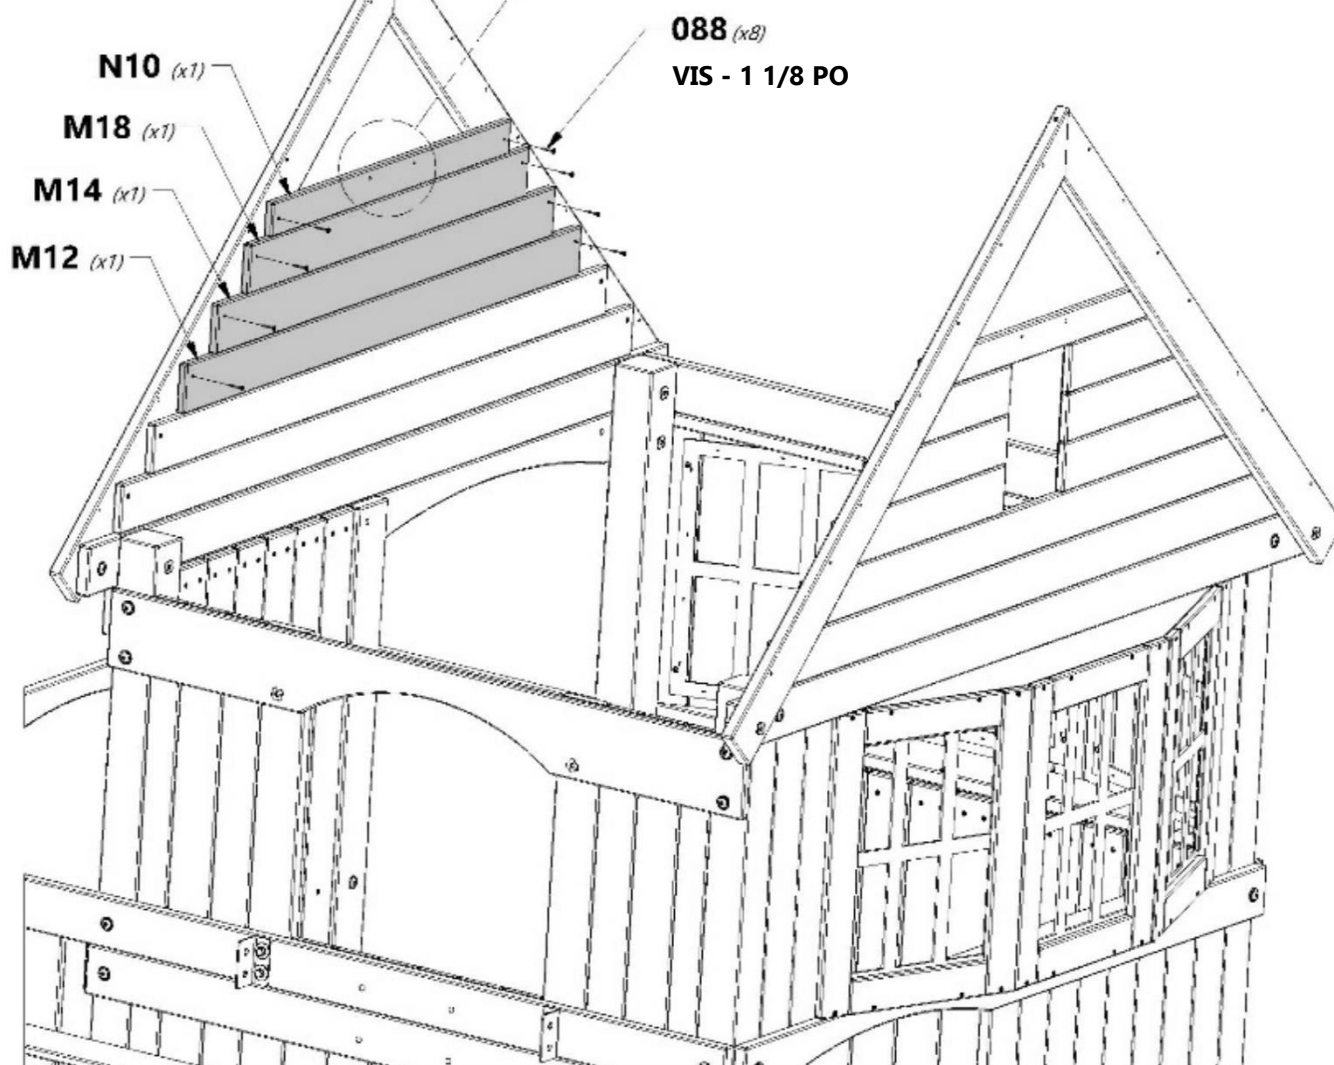 088 (x8)
VIS - 1 1/8 PO
N10 (x1)
M18 (x1)
M14 (x1)
M12 (x1)